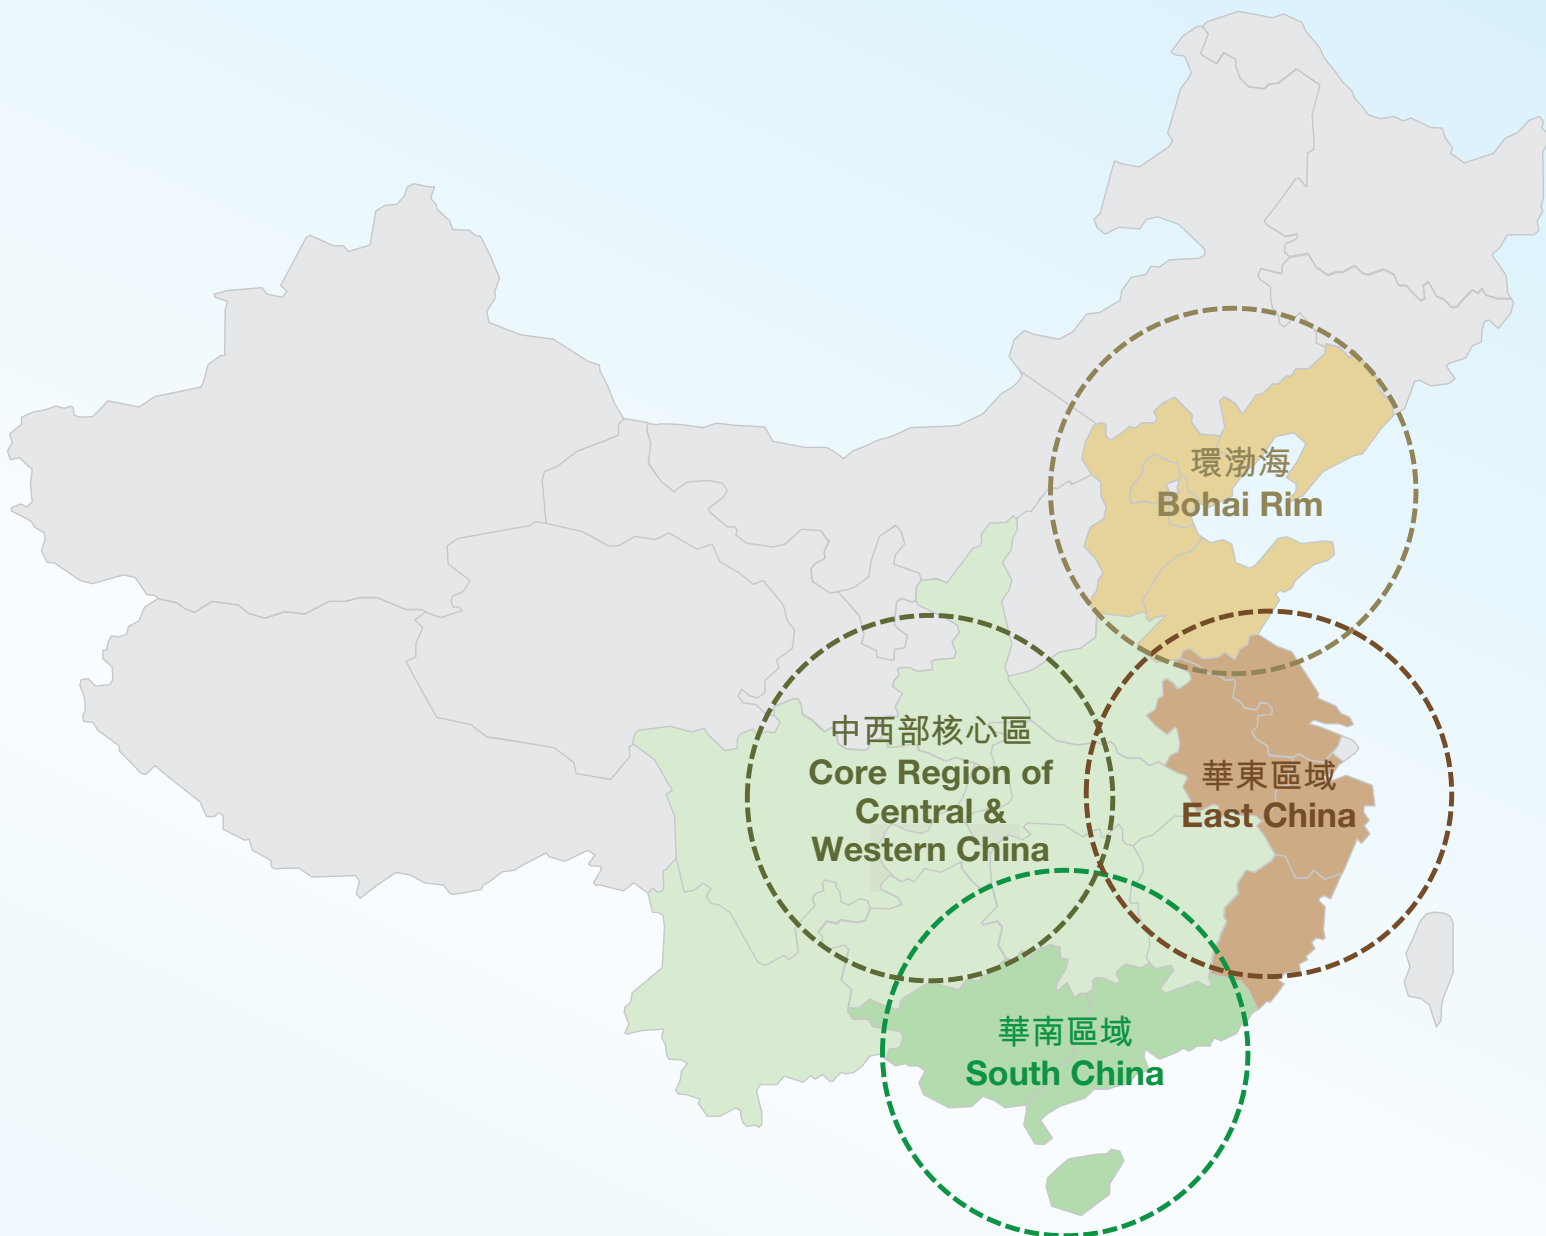 環渤海
Bohai Rim
中西部核心區
Core Region of
Central &
Western China
華東區域
East China
華南區域
South China